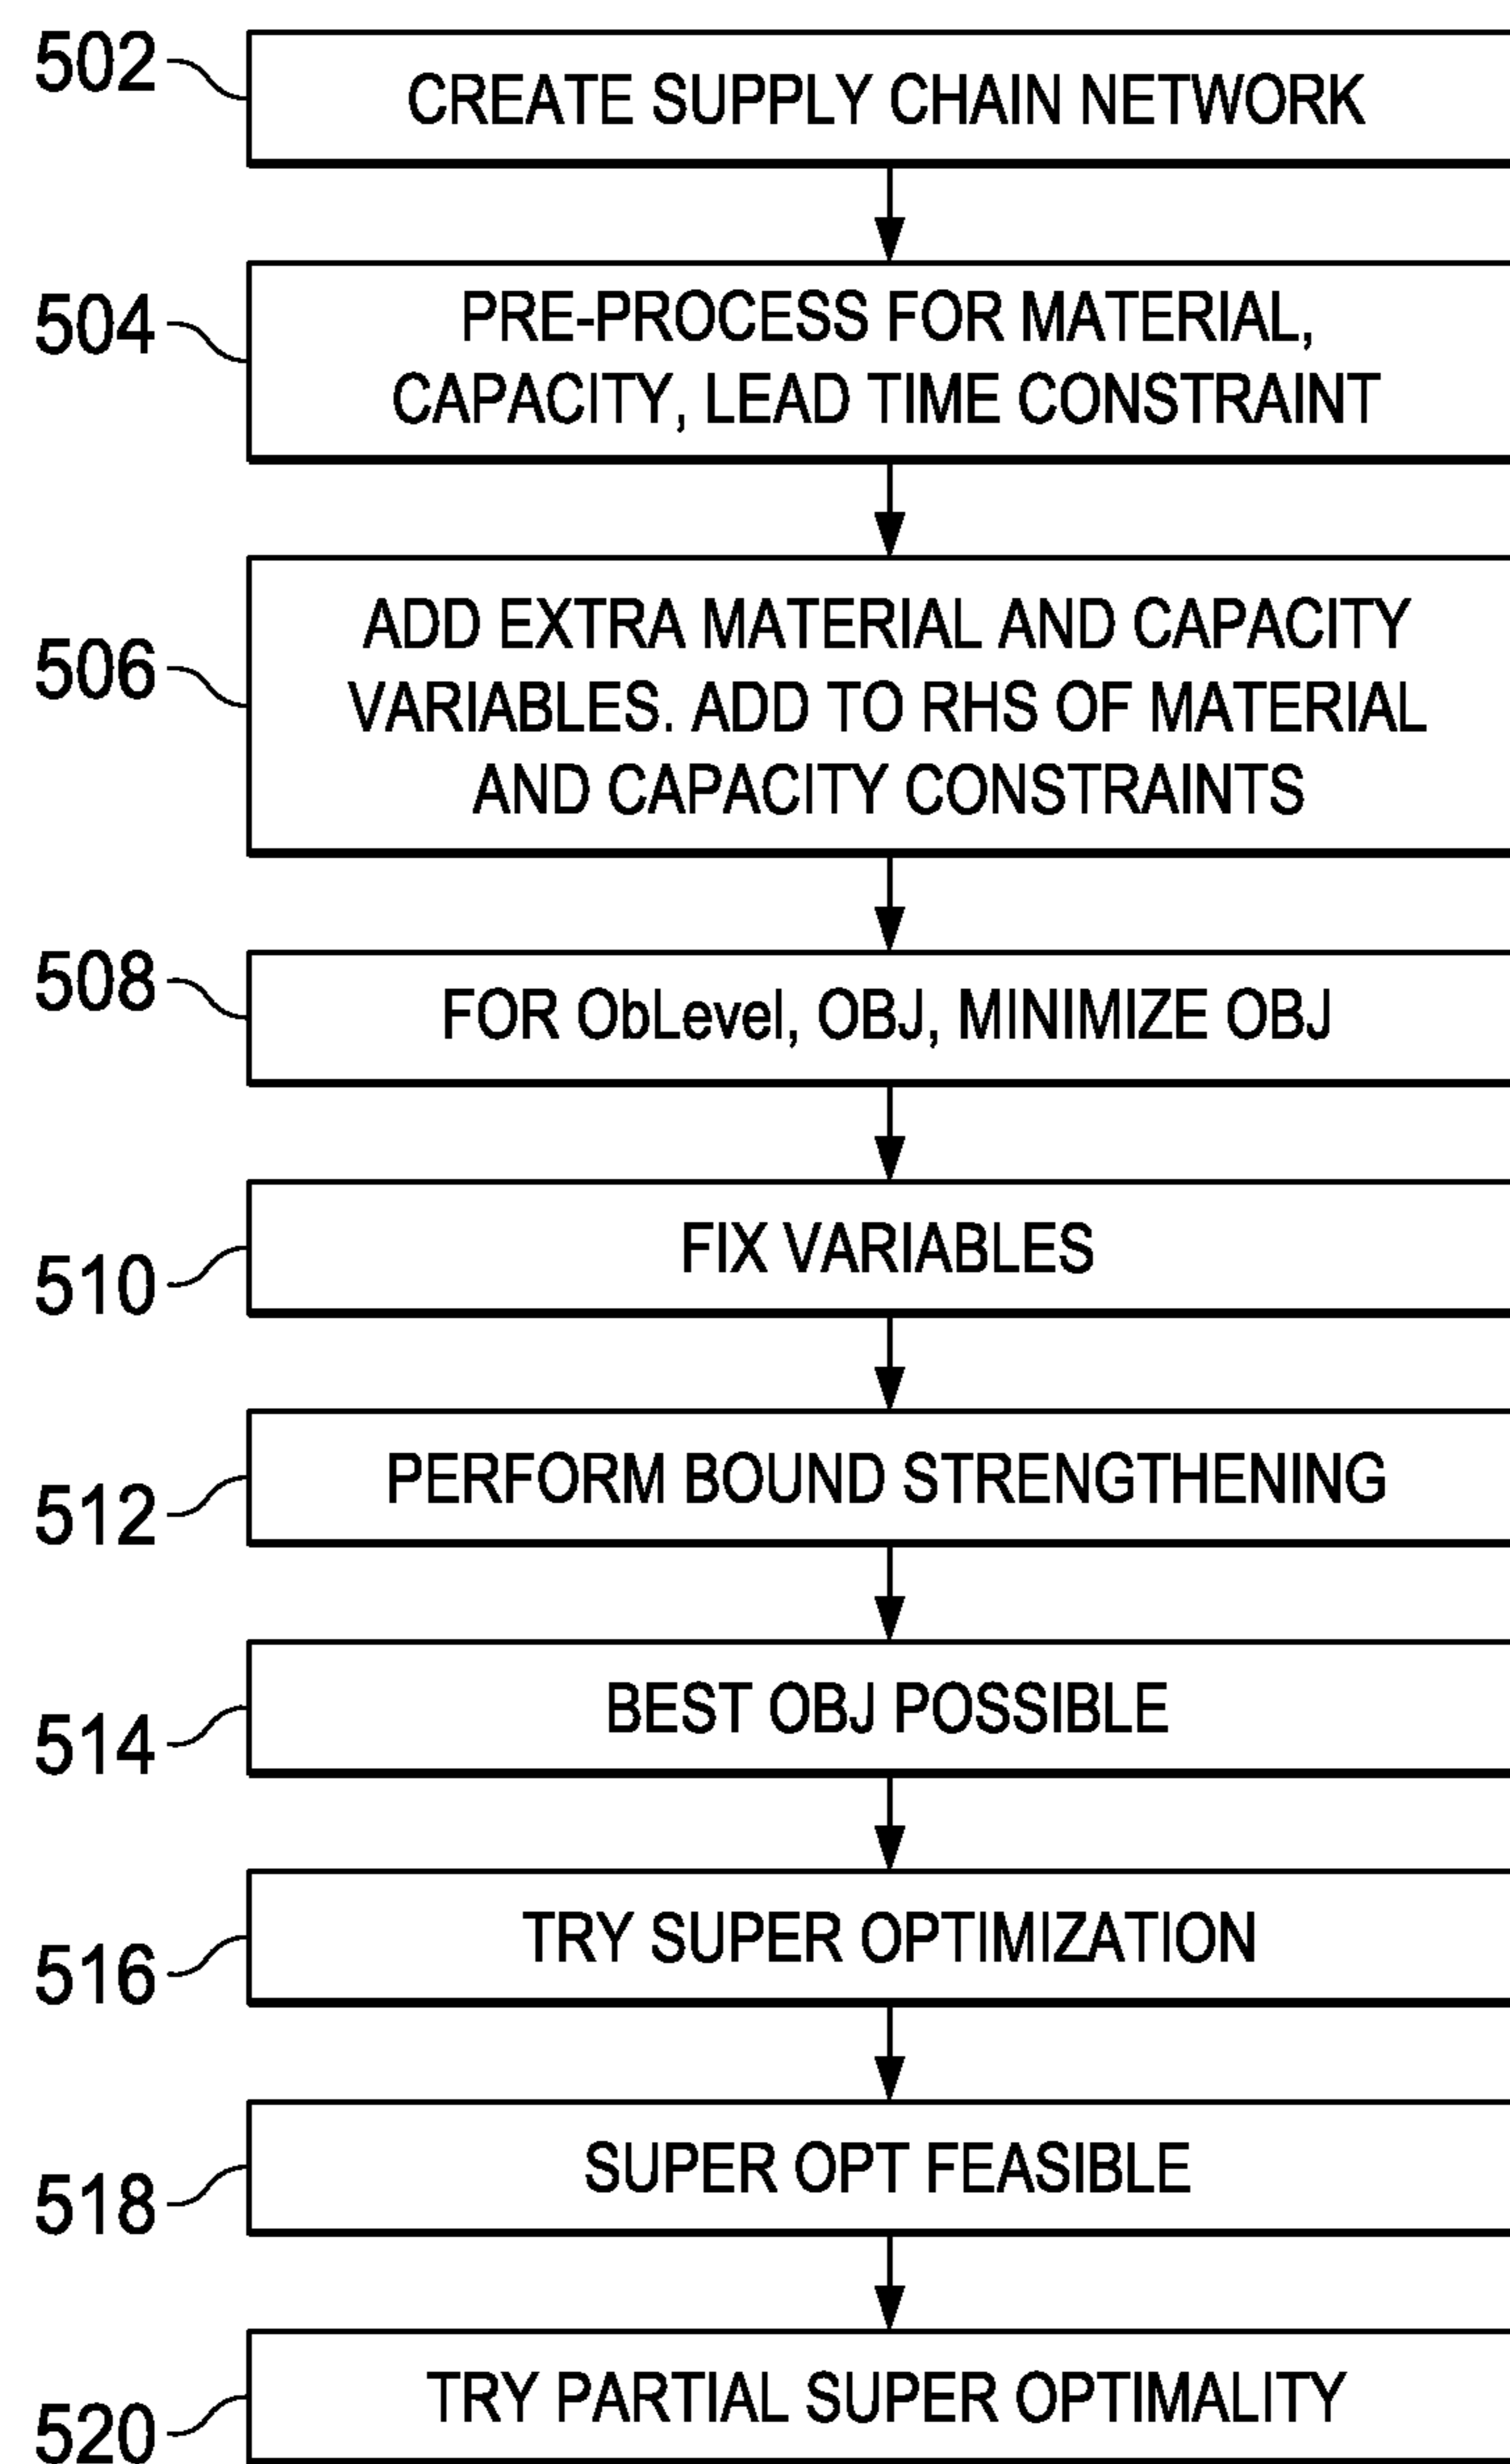 502
CREATE SUPPLY CHAIN NETWORK
504
PRE-PROCESS FOR MATERIAL,
CAPACITY, LEAD TIME CONSTRAINT
506
ADD EXTRA MATERIAL AND CAPACITY
VARIABLES. ADD TO RHS OF MATERIAL
AND CAPACITY CONSTRAINTS
508
FOR ObLevel, OBJ, MINIMIZE OBJ
510
FIX VARIABLES
512
PERFORM BOUND STRENGTHENING
514
BEST OBJ POSSIBLE
516
TRY SUPER OPTIMIZATION
518
SUPER OPT FEASIBLE
520
TRY PARTIAL SUPER OPTIMALITY